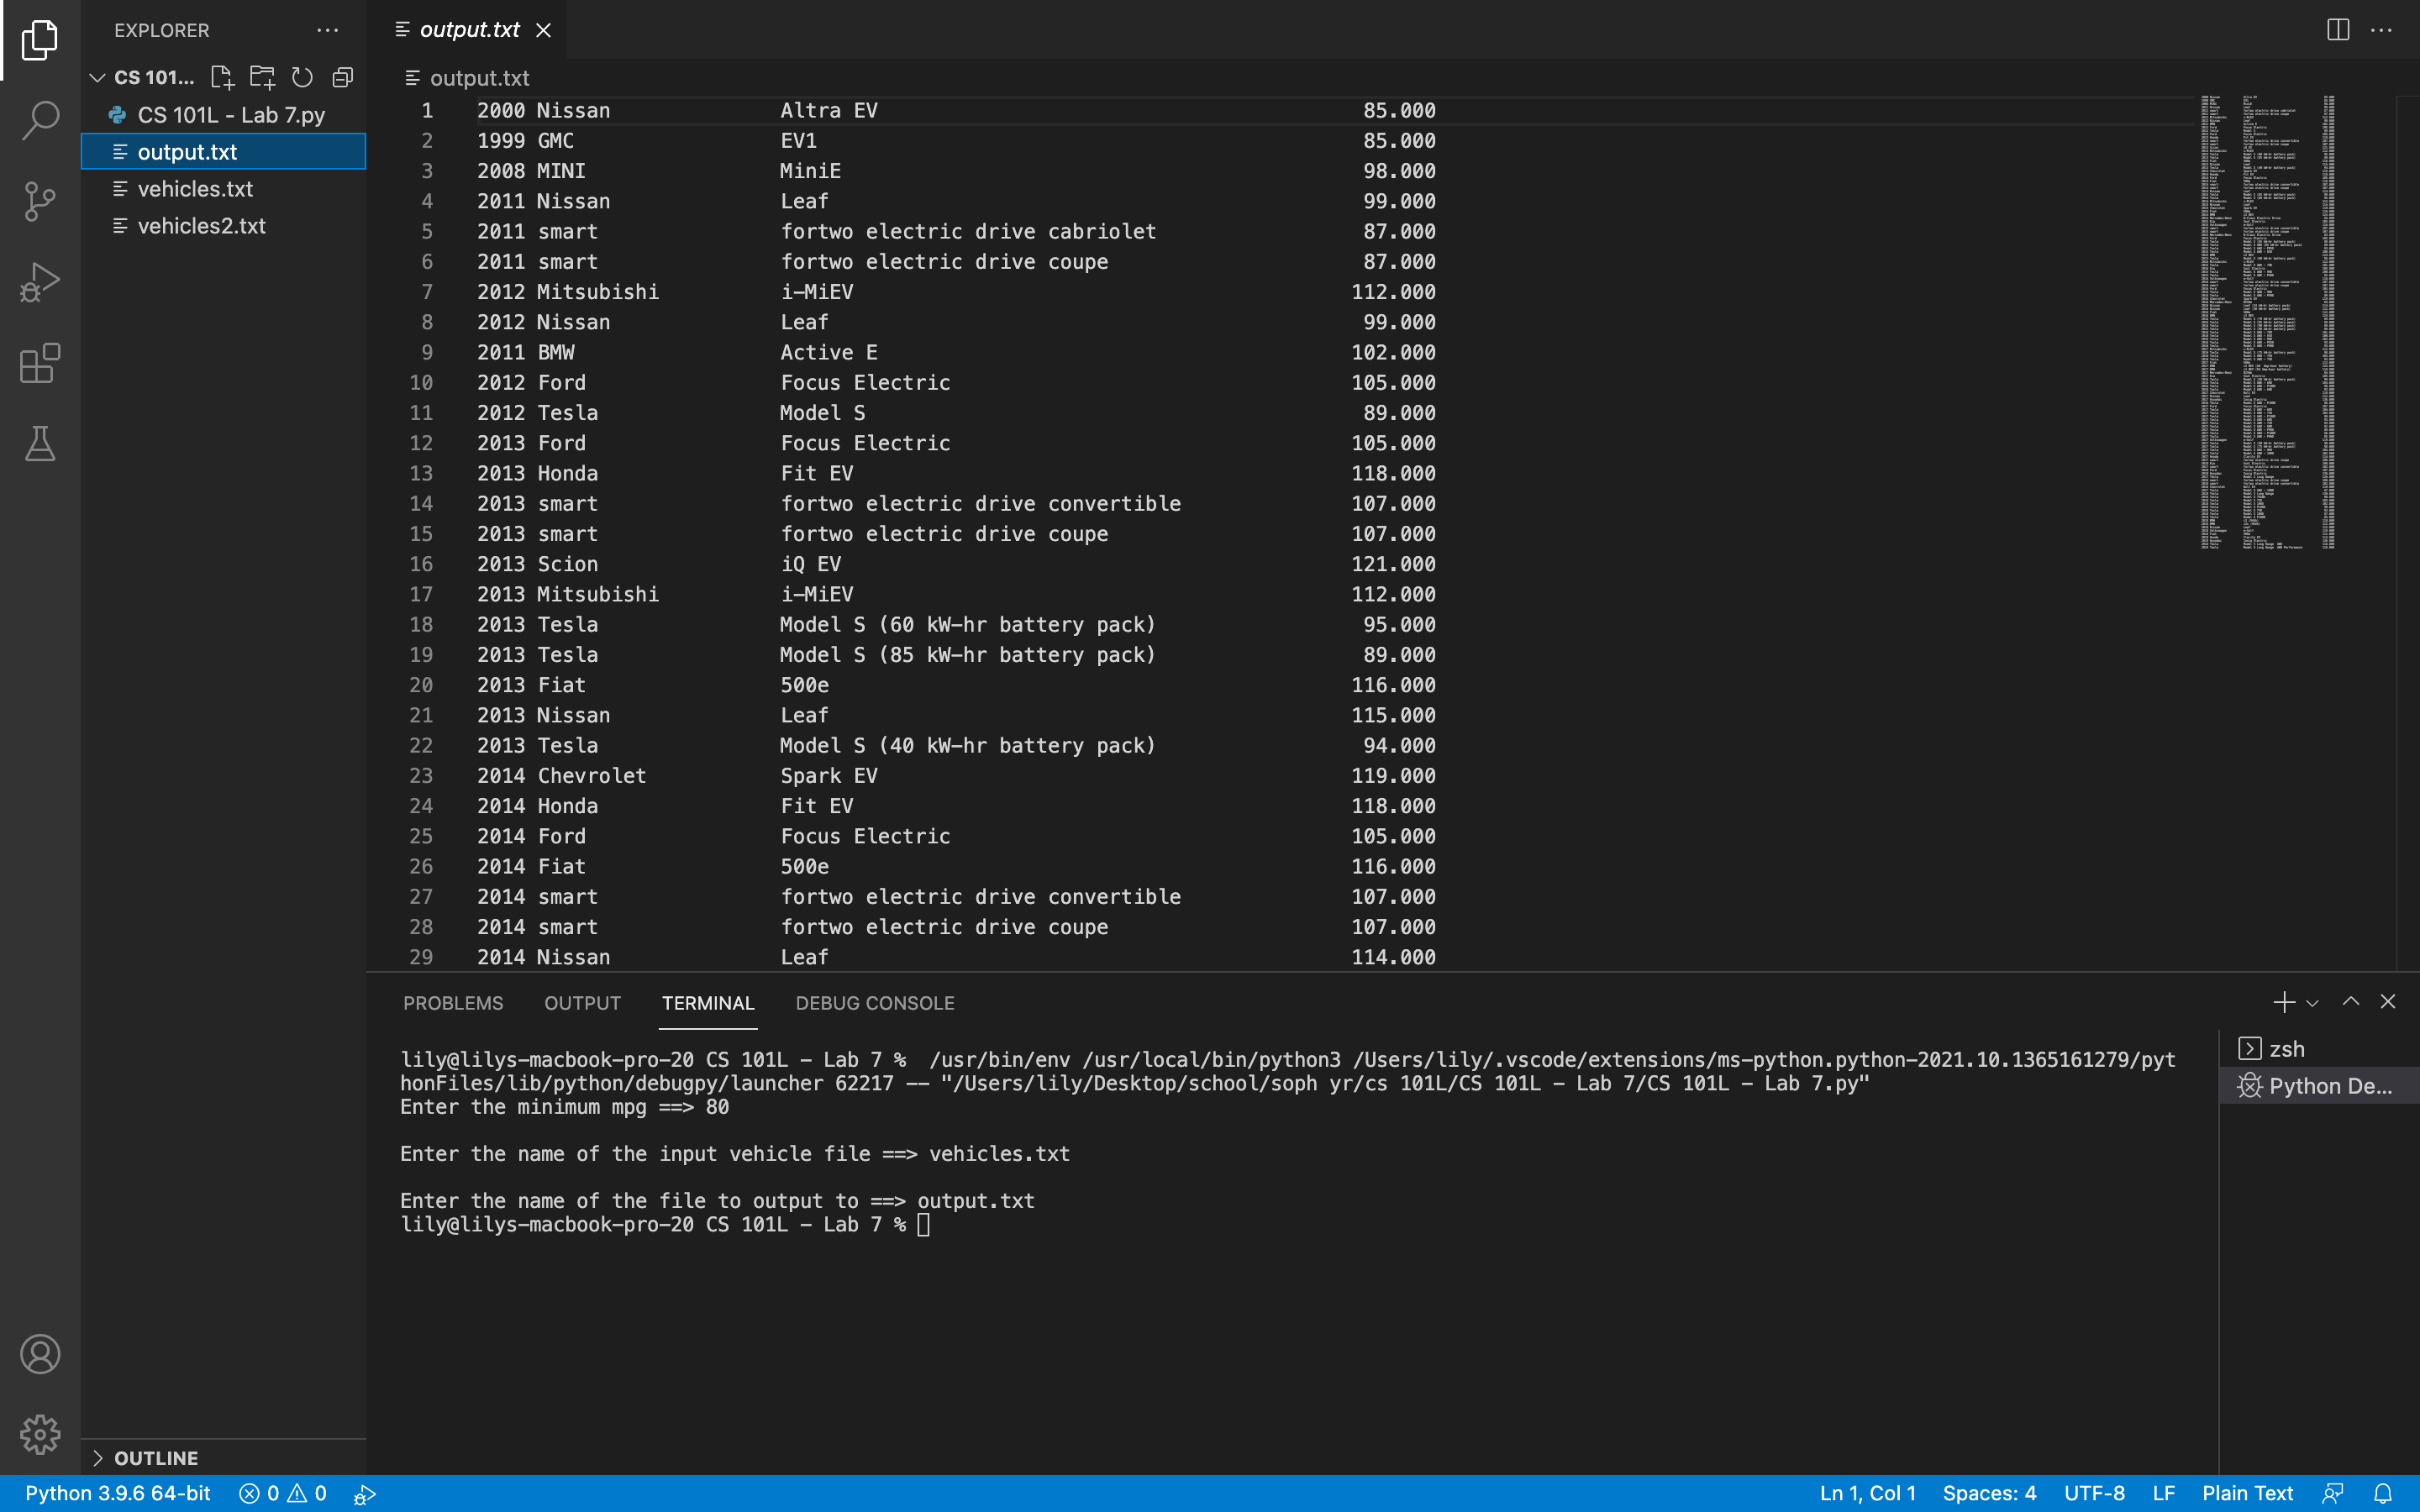 EXPLORER
CS 101...
CS 101L - Lab 7.py
output.txt
vehicles.txt
vehicles2.txt
OUTLINE
output.txt
output.txt
1 2000 Nissan Altra EV 85.000
2 1999 GMC EV1 85.000
3 2008 MINI MiniE 98.000
4 2011 Nissan Leaf 99.000
5 2011 smart fortwo electric drive cabriolet 87.000
6 2011 smart fortwo electric drive coupe 87.000
7 2012 Mitsubishi i-MiEV 112.000
8 2012 Nissan Leaf 99.000
9 2011 BMW Active E 102.000
10 2012 Ford Focus Electric 105.000
11 2012 Tesla Model S 89.000
12 2013 Ford Focus Electric 105.000
13 2013 Honda Fit EV 118.000
14 2013 smart fortwo electric drive convertible 107.000
15 2013 smart fortwo electric drive coupe 107.000
16 2013 Scion iQ EV 121.000
17 2013 Mitsubishi i-MiEV 112.000
18 2013 Tesla Model S (60 kW-hr battery pack) 95.000
19 2013 Tesla Model S (85 kW-hr battery pack) 89.000
20 2013 Fiat 500e 116.000
21 2013 Nissan Leaf 115.000
22 2013 Tesla Model S (40 kW-hr battery pack) 94.000
23 2014 Chevrolet Spark EV 119.000
24 2014 Honda Fit EV 118.000
25 2014 Ford Focus Electric 105.000
26 2014 Fiat 500e 116.000
27 2014 smart fortwo electric drive convertible 107.000
28 2014 smart fortwo electric drive coupe 107.000
29 2014 Nissan Leaf 114.000
PROBLEMS OUTPUT TERMINAL DEBUG CONSOLE
lily@lilys-macbook-pro-20 CS 101L - Lab 7 %  /usr/bin/env /usr/local/bin/python3 /Users/lily/.vscode/extensions/ms-python.python-2021.10.1365161279/pyt
honFiles/lib/python/debugpy/launcher 62217 -- "/Users/lily/Desktop/school/soph yr/cs 101L/CS 101L - Lab 7/CS 101L - Lab 7.py"
Enter the minimum mpg ==> 80
Enter the name of the input vehicle file ==> vehicles.txt
Enter the name of the file to output to ==> output.txt
lily@lilys-macbook-pro-20 CS 101L - Lab 7 %
zsh
Python De...
Python 3.9.6 64-bit 0 0 Ln 1, Col 1 Spaces: 4 UTF-8 LF Plain Text